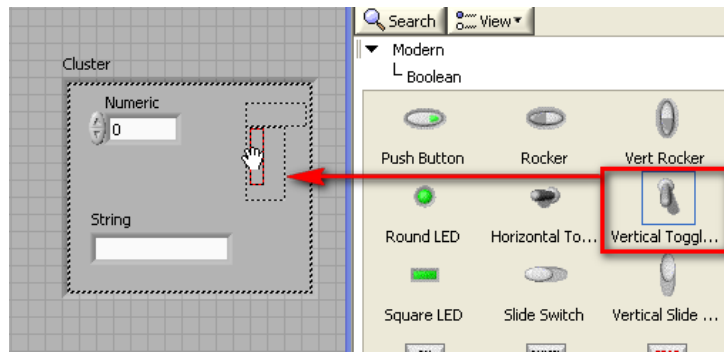 Search View
Modern
Boolean
Cluster
Numeric
0
String
Push Button Rocker Vert Rocker
Round LED Horizontal To... Vertical Toggl...
Square LED Slide Switch Vertical Slide ...